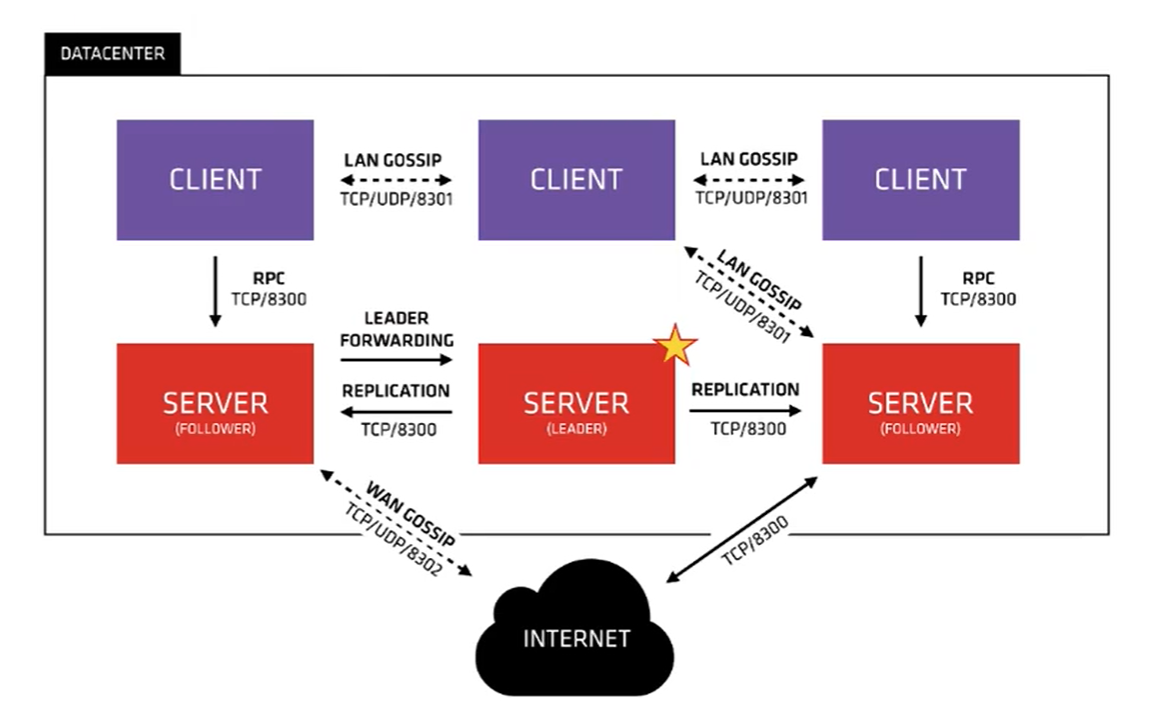 DATACENTER
CLIENT
LAN GOSSIP
TCP/UDP/8301
CLIENT
LAN GOSSIP
TCP/UDP/8301
CLIENT
RPC
TCP/8300
LAN GOSSIP
TCP/UDP/8301
RPC
TCP/8300
SERVER
(FOLLOWER)
LEADER
FORWARDING
REPLICATION
TCP/8300
SERVER
(LEADER)
REPLICATION
TCP/8300
SERVER
(FOLLOWER)
WAN GOSSIP
TCP/UDP/8302
TCP/8300
INTERNET